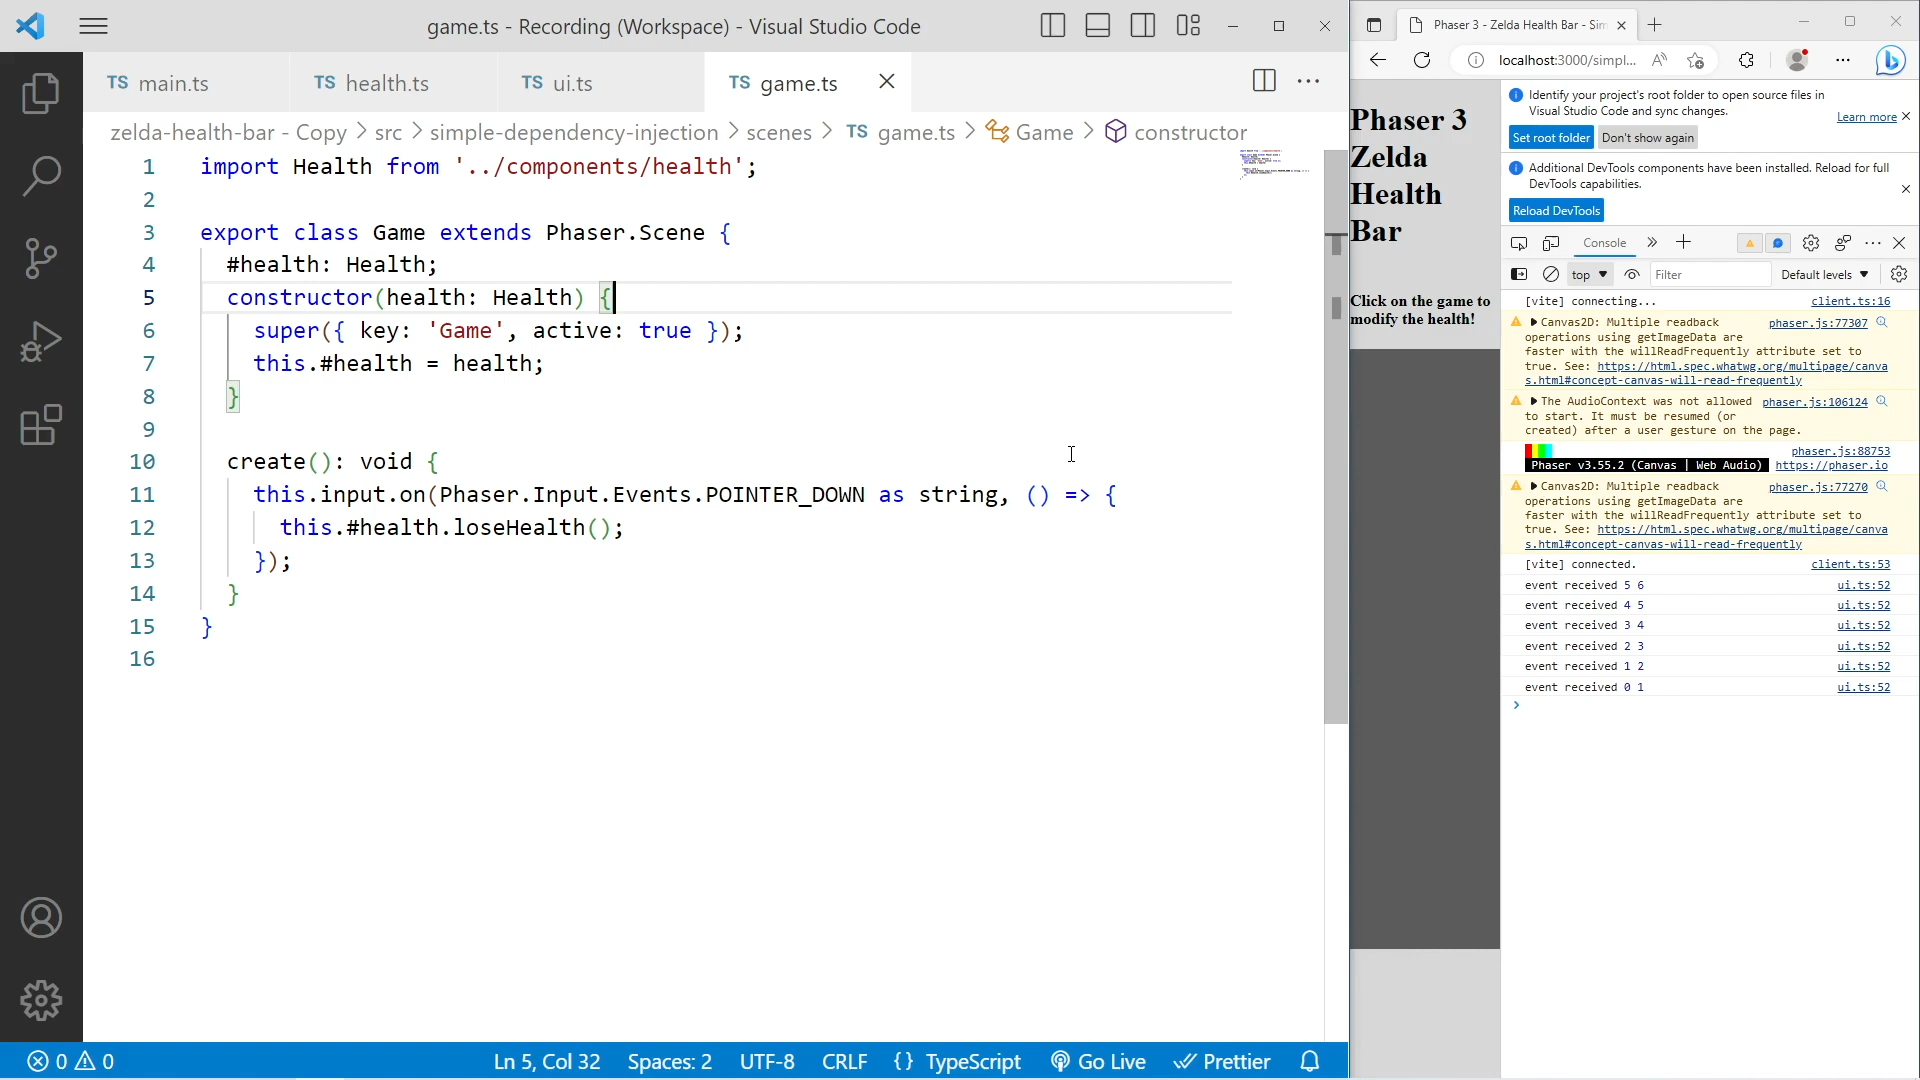 game.ts - Recording (Workspace) - Visual Studio Code
TS main.ts
TS health.ts
TS ui.ts
TS game.ts
zelda-health-bar - Copy > src > simple-dependency-injection > scenes > TS game.ts > Game > constructor
1 import Health from '../components/health';
2
3 export class Game extends Phaser.Scene {
4 #health: Health;
5 constructor(health: Health) {
6 super({ key: 'Game', active: true });
7 this.#health = health;
8 }
9
10 create(): void {
11 this.input.on(Phaser.Input.Events.POINTER_DOWN as string, () => {
12 this.#health.loseHealth();
13 });
14 }
15 }
16
0 0
Ln 5, Col 32
Spaces: 2
UTF-8
CRLF
{ } TypeScript
Go Live
Prettier
Phaser 3 - Zelda Health Bar - Sim
localhost:3000/simpl...
Phaser 3
Zelda
Health
Bar
Click on the game to
modify the health!
Identify your project's root folder to open source files in
Visual Studio Code and sync changes.
Learn more
Set root folder
Don't show again
Additional DevTools components have been installed. Reload for full
DevTools capabilities.
Reload DevTools
Console
top
Filter
Default levels
[vite] connecting... client.ts:16
Canvas2D: Multiple readback phaser.js:77307
operations using getImageData are
faster with the willReadFrequently attribute set to
true. See: https://html.spec.whatwg.org/multipage/canva
s.html#concept-canvas-will-read-frequently
The AudioContext was not allowed phaser.js:106124
to start. It must be resumed (or
created) after a user gesture on the page.
phaser.js:88753
Phaser v3.55.2 (Canvas | Web Audio) https://phaser.io
Canvas2D: Multiple readback phaser.js:77270
operations using getImageData are
faster with the willReadFrequently attribute set to
true. See: https://html.spec.whatwg.org/multipage/canva
s.html#concept-canvas-will-read-frequently
[vite] connected. client.ts:53
event received 5 6 ui.ts:52
event received 4 5 ui.ts:52
event received 3 4 ui.ts:52
event received 2 3 ui.ts:52
event received 1 2 ui.ts:52
event received 0 1 ui.ts:52